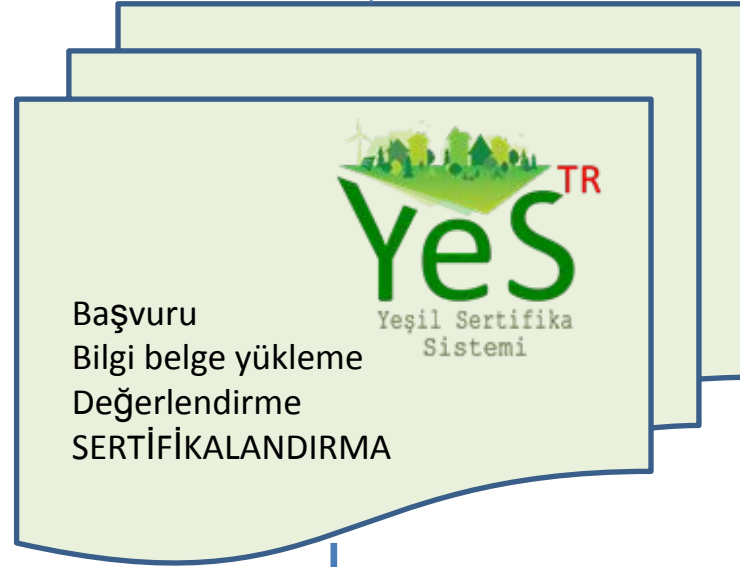 TR
YeS
Yeşil Sertifika
Sistemi
Başvuru
Bilgi belge yükleme
Değerlendirme
SERTİFİKALANDIRMA